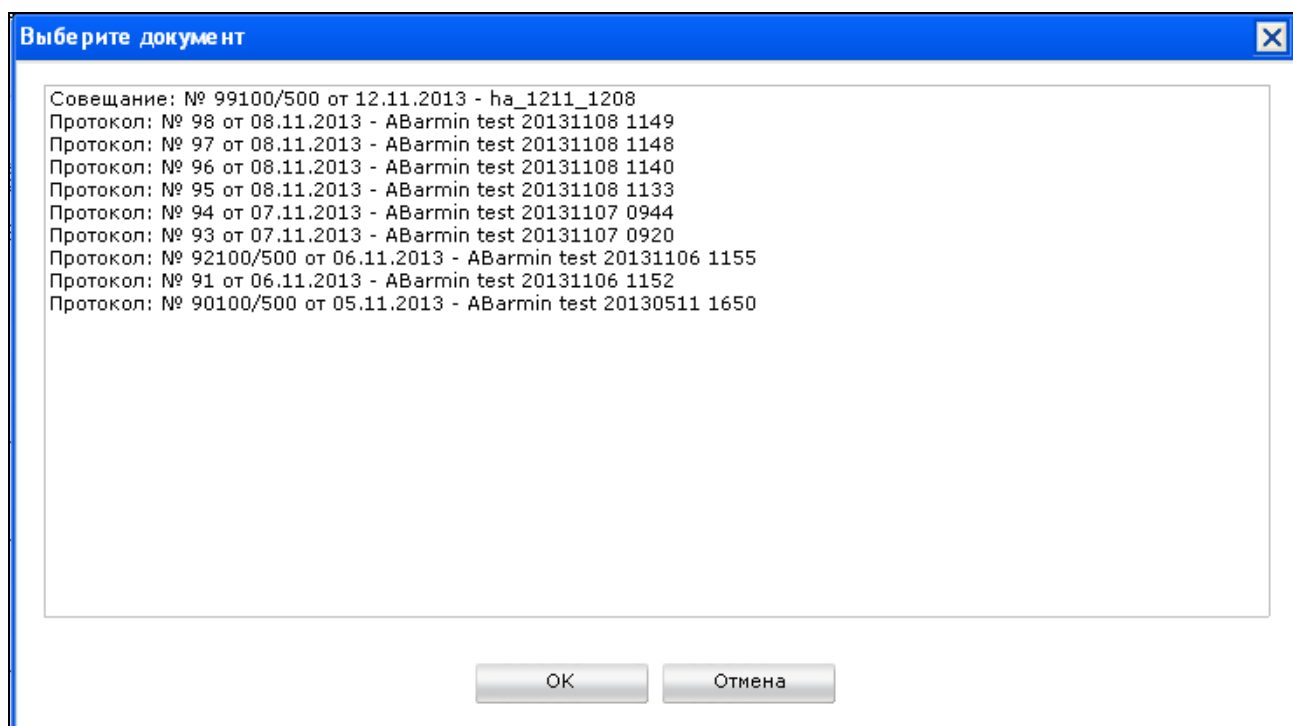 Выберите документ
Совещание: № 99100/500 от 12.11.2013 - ha_1211_1208
Протокол: № 98 от 08.11.2013 - ABarmin test 20131108 1149
Протокол: № 97 от 08.11.2013 - ABarmin test 20131108 1148
Протокол: № 96 от 08.11.2013 - ABarmin test 20131108 1140
Протокол: № 95 от 08.11.2013 - ABarmin test 20131108 1133
Протокол: № 94 от 07.11.2013 - ABarmin test 20131107 0944
Протокол: № 93 от 07.11.2013 - ABarmin test 20131107 0920
Протокол: № 92100/500 от 06.11.2013 - ABarmin test 20131106 1155
Протокол: № 91 от 06.11.2013 - ABarmin test 20131106 1152
Протокол: № 90100/500 от 05.11.2013 - ABarmin test 20130511 1650
ОК Отмена